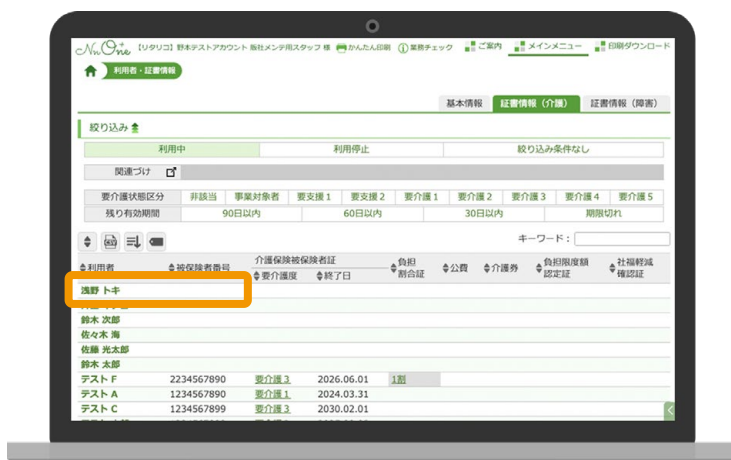 NnOne 【リタリコ】野本テストアカウント 販社メンテ用スタッフ 様 かんたん印刷 業務チェック ご案内 メインメニュー 印刷ダウンロード
利用者・証書情報
基本情報 証書情報（介護） 証書情報（障害）
絞り込み
利用中 利用停止 絞り込み条件なし
関連づけ
要介護状態区分 非該当 事業対象者 要支援1 要支援2 要介護1 要介護2 要介護3 要介護4 要介護5
残り有効期間 90日以内 60日以内 30日以内 期限切れ
キーワード：
利用者 被保険者番号 介護保険被保険者証 要介護度 終了日 負担割合証 公費 介護券 負担限度額認定証 社福軽減確認証
浅野 トキ
鈴木 次郎
佐々木 海
佐藤 光太郎
鈴木 太郎
テスト F 2234567890 要介護3 2026.06.01 1割
テスト A 1234567890 要介護1 2024.03.31
テスト C 1234567899 要介護3 2030.02.01